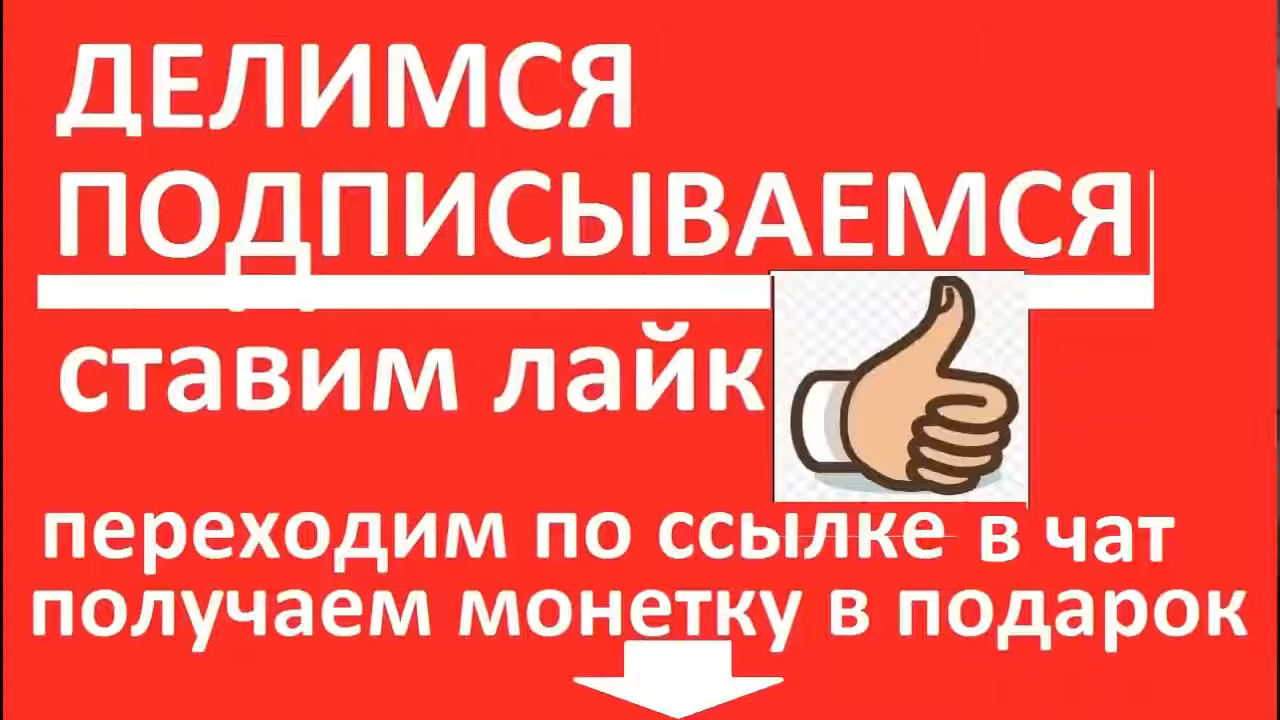 ДЕЛИМСЯ
ПОДПИСЫВАЕМСЯ
ставим лайк
переходим по ссылке в чат
получаем монетку в подарок